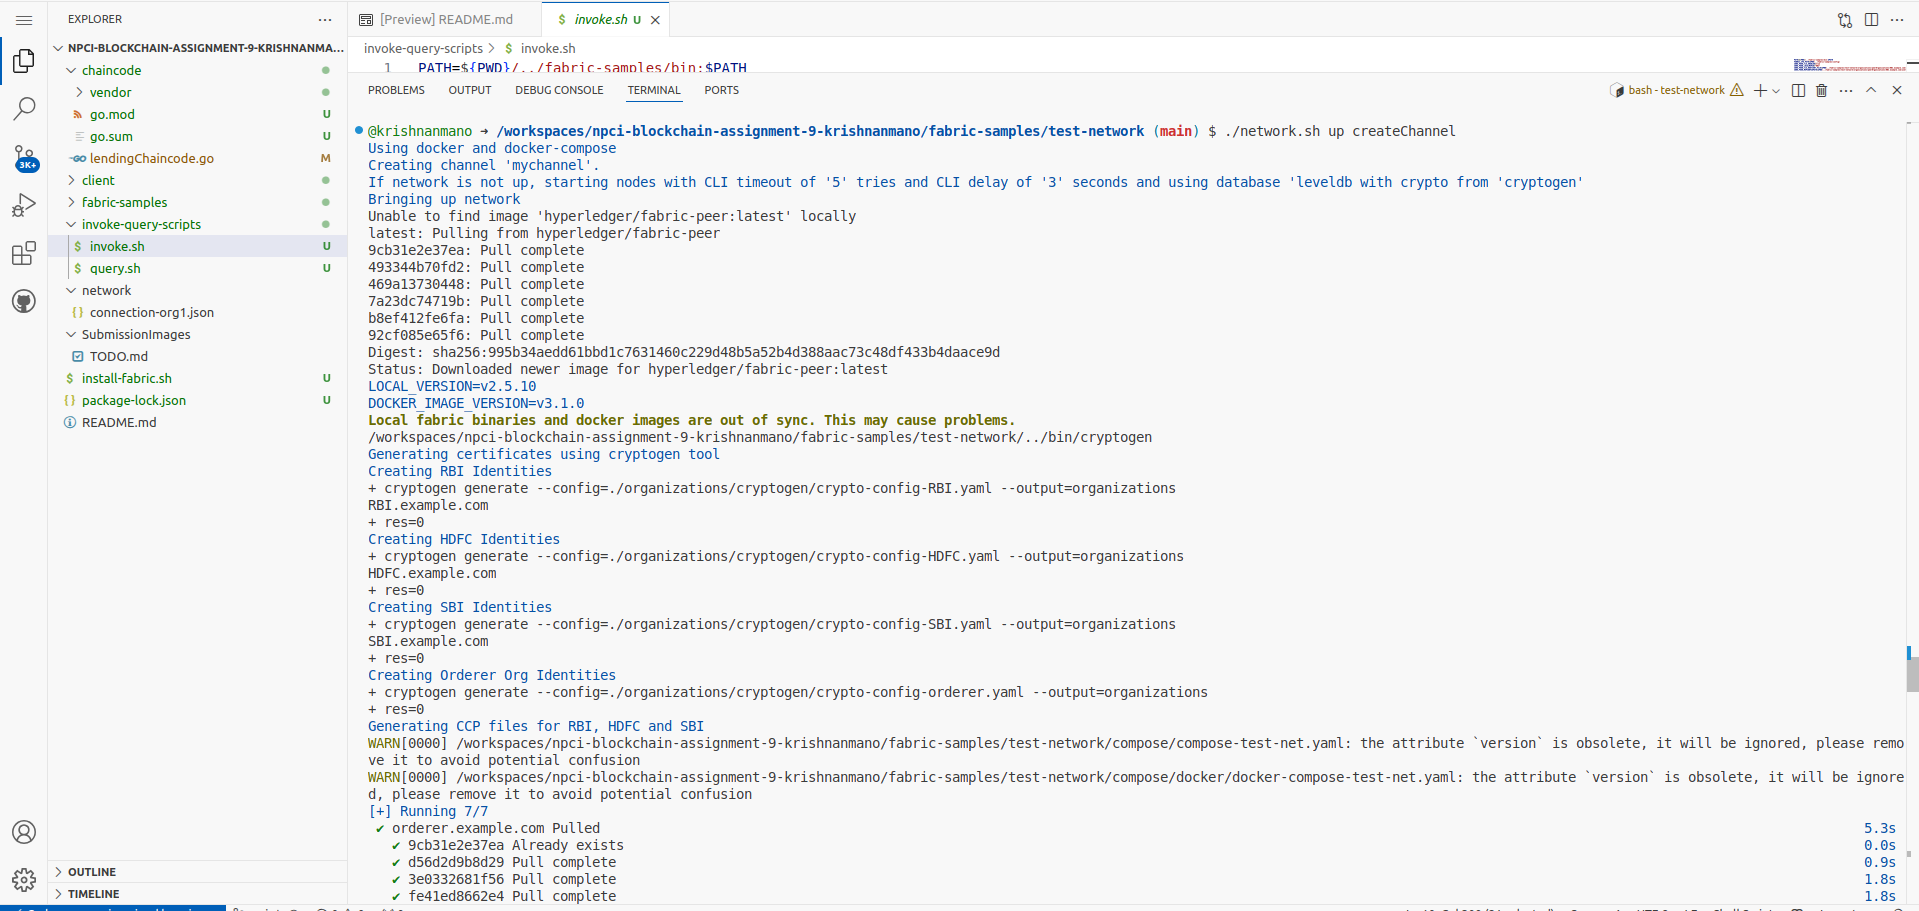 EXPLORER
NPCI-BLOCKCHAIN-ASSIGNMENT-9-KRISHNANMA...
chaincode
vendor
go.mod U
go.sum U
lendingChaincode.go M
client
fabric-samples
invoke-query-scripts
$ invoke.sh U
$ query.sh U
network
{} connection-org1.json
SubmissionImages
TODO.md
$ install-fabric.sh U
{} package-lock.json U
README.md
OUTLINE
TIMELINE
3K+
[Preview] README.md
$ invoke.sh U
invoke-query-scripts > $ invoke.sh
1 PATH=${PWD}/../fabric-samples/bin:$PATH
PROBLEMS OUTPUT DEBUG CONSOLE TERMINAL PORTS
bash - test-network
@krishnanmano ➜ /workspaces/npci-blockchain-assignment-9-krishnanmano/fabric-samples/test-network (main) $ ./network.sh up createChannel
Using docker and docker-compose
Creating channel 'mychannel'.
If network is not up, starting nodes with CLI timeout of '5' tries and CLI delay of '3' seconds and using database 'leveldb with crypto from 'cryptogen'
Bringing up network
Unable to find image 'hyperledger/fabric-peer:latest' locally
latest: Pulling from hyperledger/fabric-peer
9cb31e2e37ea: Pull complete
493344b70fd2: Pull complete
469a13730448: Pull complete
7a23dc74719b: Pull complete
b8ef412fe6fa: Pull complete
92cf085e65f6: Pull complete
Digest: sha256:995b34aedd61bbd1c7631460c229d48b5a52b4d388aac73c48df433b4daace9d
Status: Downloaded newer image for hyperledger/fabric-peer:latest
LOCAL_VERSION=v2.5.10
DOCKER_IMAGE_VERSION=v3.1.0
Local fabric binaries and docker images are out of sync. This may cause problems.
/workspaces/npci-blockchain-assignment-9-krishnanmano/fabric-samples/test-network/../bin/cryptogen
Generating certificates using cryptogen tool
Creating RBI Identities
+ cryptogen generate --config=./organizations/cryptogen/crypto-config-RBI.yaml --output=organizations
RBI.example.com
+ res=0
Creating HDFC Identities
+ cryptogen generate --config=./organizations/cryptogen/crypto-config-HDFC.yaml --output=organizations
HDFC.example.com
+ res=0
Creating SBI Identities
+ cryptogen generate --config=./organizations/cryptogen/crypto-config-SBI.yaml --output=organizations
SBI.example.com
+ res=0
Creating Orderer Org Identities
+ cryptogen generate --config=./organizations/cryptogen/crypto-config-orderer.yaml --output=organizations
+ res=0
Generating CCP files for RBI, HDFC and SBI
WARN[0000] /workspaces/npci-blockchain-assignment-9-krishnanmano/fabric-samples/test-network/compose/compose-test-net.yaml: the attribute `version` is obsolete, it will be ignored, please remo
ve it to avoid potential confusion
WARN[0000] /workspaces/npci-blockchain-assignment-9-krishnanmano/fabric-samples/test-network/compose/docker/docker-compose-test-net.yaml: the attribute `version` is obsolete, it will be ignore
d, please remove it to avoid potential confusion
[+] Running 7/7
✔ orderer.example.com Pulled 5.3s
✔ 9cb31e2e37ea Already exists 0.0s
✔ d56d2d9b8d29 Pull complete 0.9s
✔ 3e0332681f56 Pull complete 1.8s
✔ fe41ed8662e4 Pull complete 1.8s